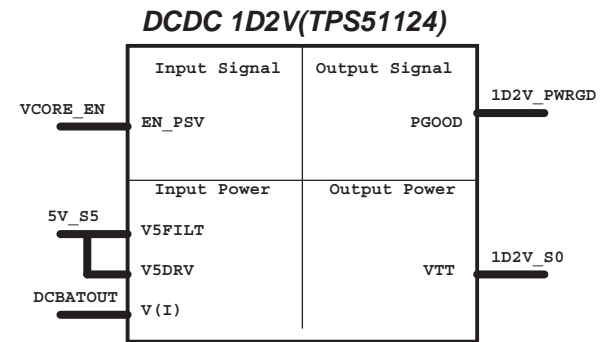 DCDC 1D2V(TPS51124)
Input Signal Output Signal
VCORE_EN EN_PSV PGOOD 1D2V_PWRGD
Input Power Output Power
5V_S5 V5FILT
V5DRV VTT 1D2V_S0
DCBATOUT V(I)